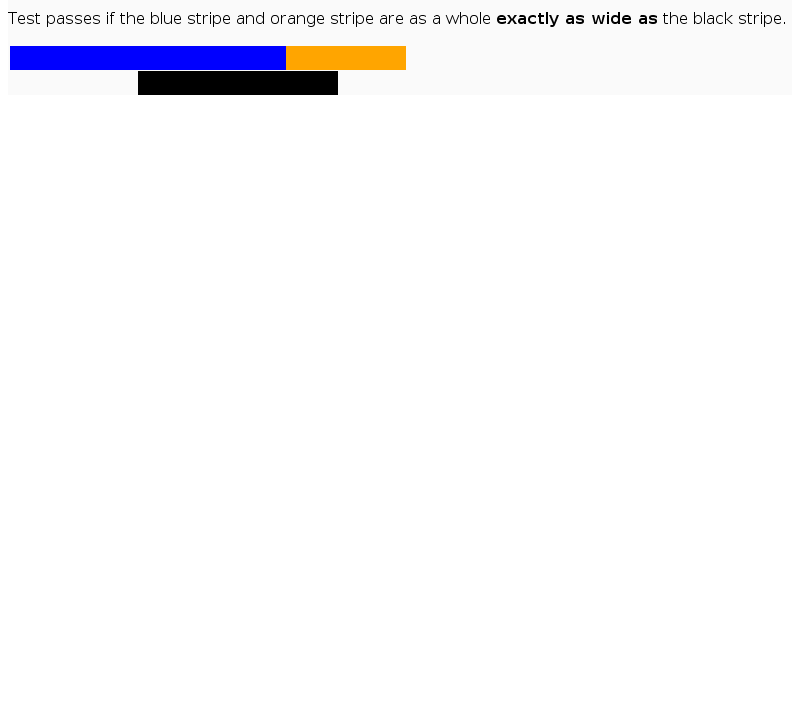 Test passes if the blue stripe and orange stripe are as a whole exactly as wide as the black stripe.